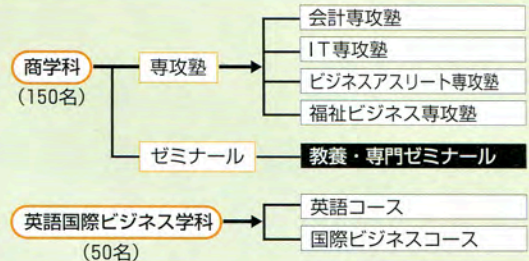 商学科
(150名)
専攻塾
会計専攻塾
IT専攻塾
ビジネスアスリート専攻塾
福祉ビジネス専攻塾
ゼミナール
教養・専門ゼミナール
英語国際ビジネス学科
(50名)
英語コース
国際ビジネスコース